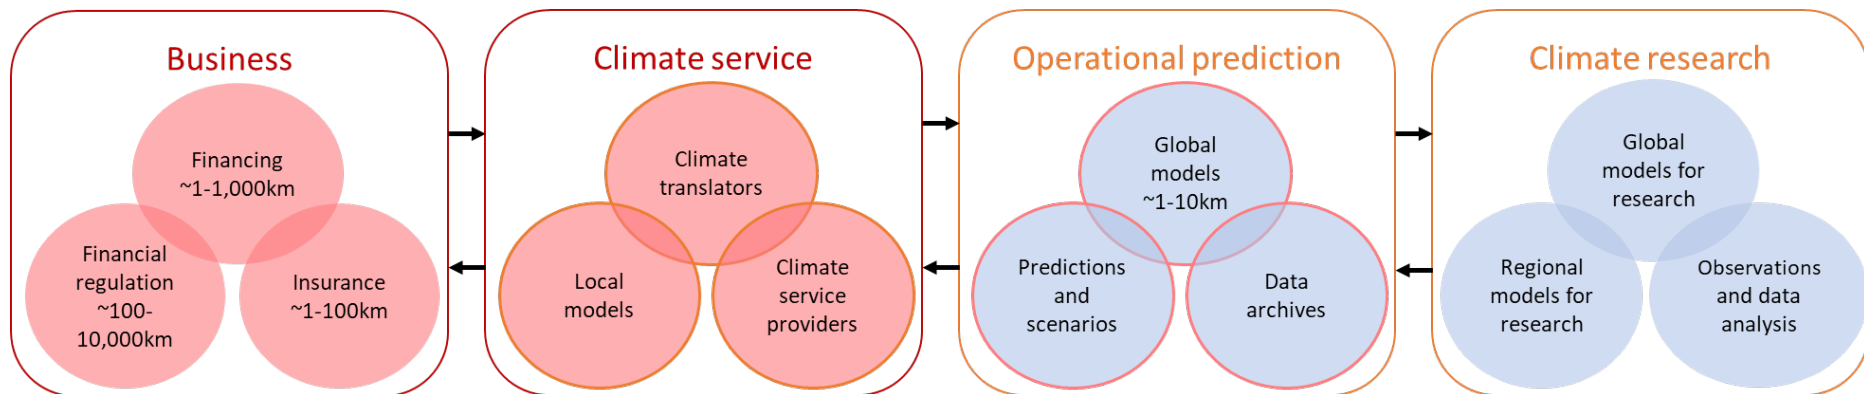 Business
Financing
~1-1,000km
Financial
regulation
~100-
10,000km
Insurance
~1-100km
Climate service
Climate
translators
Local
models
Climate
service
providers
Operational prediction
Global
models
~1-10km
Predictions
and
scenarios
Data
archives
Climate research
Global
models for
research
Regional
models for
research
Observations
and data
analysis